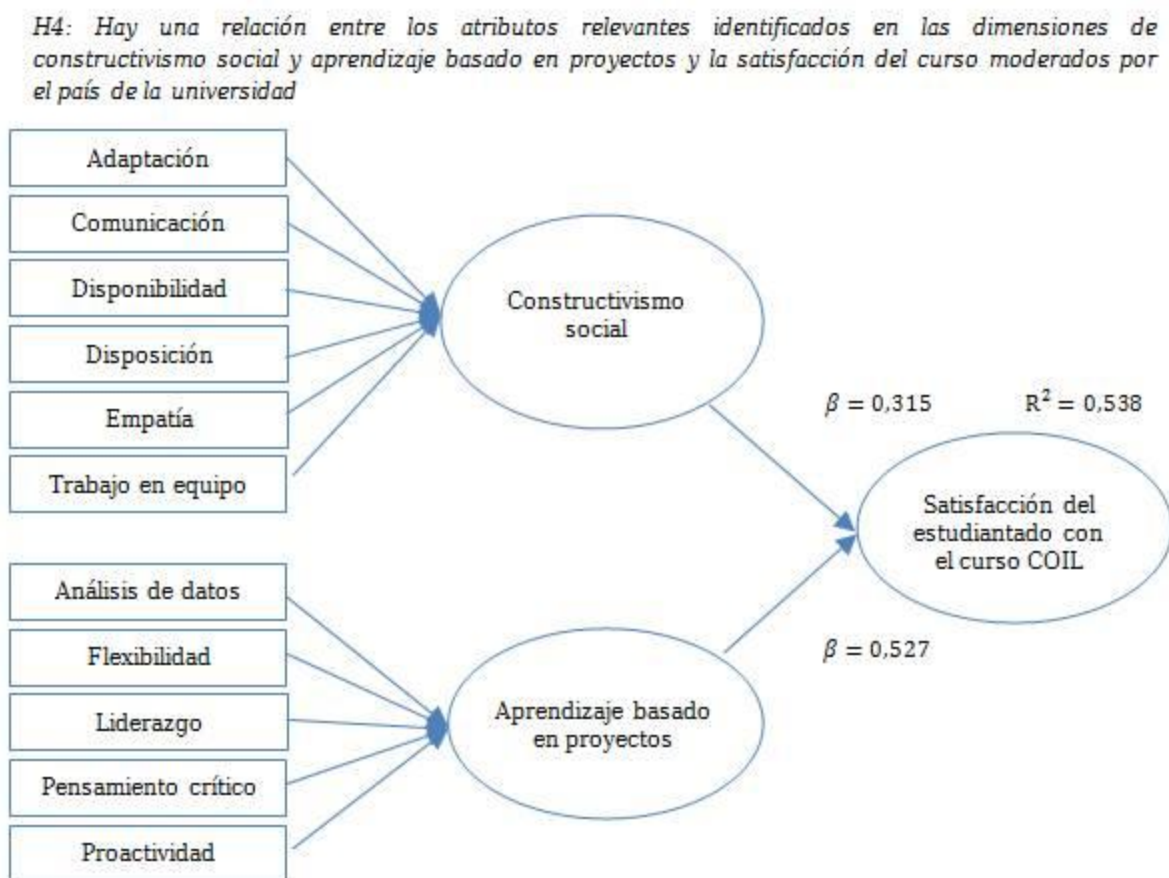 H4: Hay una relación entre los atributos relevantes identificados en las dimensiones de
constructivismo social y aprendizaje basado en proyectos y la satisfacción del curso moderados por
el país de la universidad
Adaptación
Comunicación
Disponibilidad
Disposición
Empatía
Trabajo en equipo
Constructivismo
social
β = 0,315
R² = 0,538
Satisfacción del
estudiantado con
el curso COIL
β = 0,527
Análisis de datos
Flexibilidad
Liderazgo
Pensamiento crítico
Proactividad
Aprendizaje basado
en proyectos